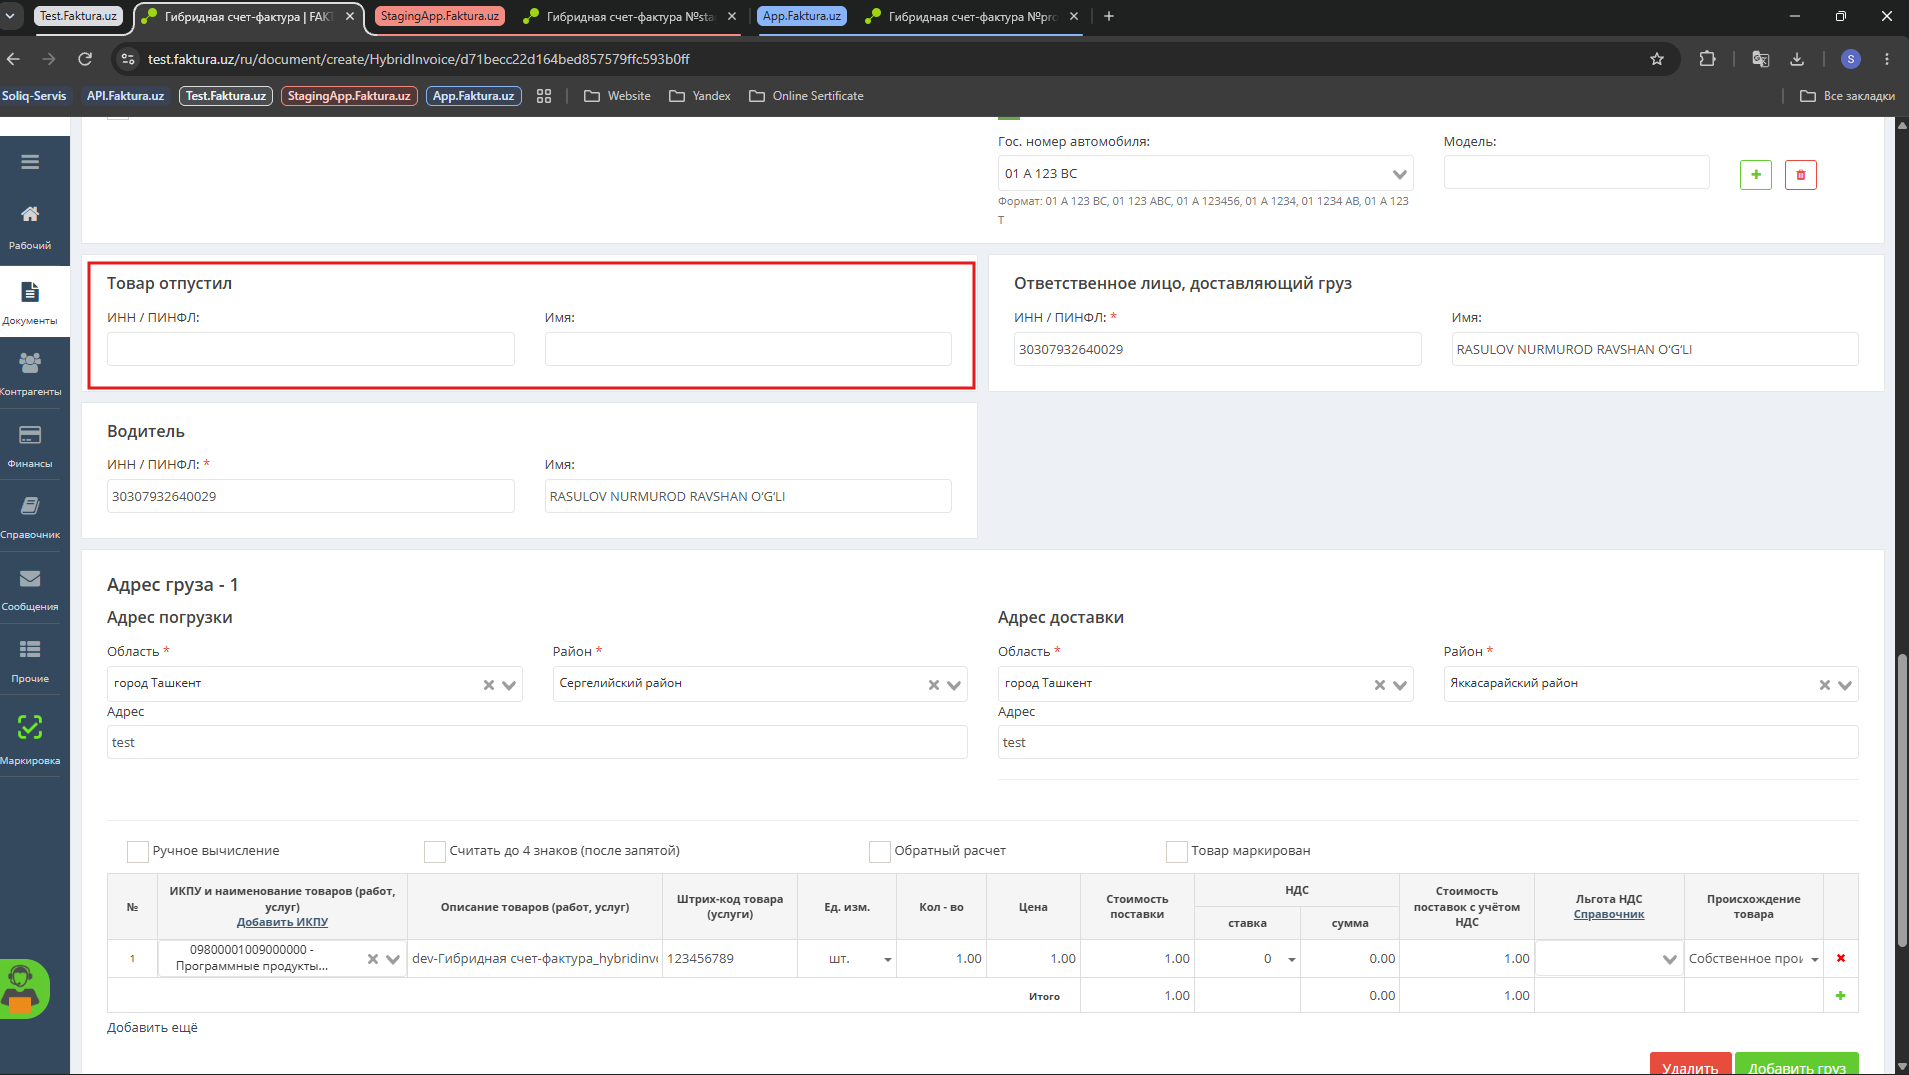 Test.Faktura.uz
Гибридная счет-фактура | FAK
StagingApp.Faktura.uz
Гибридная счет-фактура №sta
App.Faktura.uz
Гибридная счет-фактура №pro
test.faktura.uz/ru/document/create/HybridInvoice/d71becc22d164bed857579ffc593b0ff
S
Soliq-Servis
API.Faktura.uz
Test.Faktura.uz
StagingApp.Faktura.uz
App.Faktura.uz
Website
Yandex
Online Sertificate
Все закладки
Рабочий
Документы
Контрагенты
Финансы
Справочник
Сообщения
Прочие
Маркировка
Гос. номер автомобиля:
Модель:
01 A 123 BC
Формат: 01 A 123 BC, 01 123 ABC, 01 A 123456, 01 A 1234, 01 1234 AB, 01 A 123
T
Товар отпустил
ИНН / ПИНФЛ:
Имя:
Ответственное лицо, доставляющий груз
ИНН / ПИНФЛ: *
Имя:
30307932640029
RASULOV NURMUROD RAVSHAN O‘G‘LI
Водитель
ИНН / ПИНФЛ: *
Имя:
30307932640029
RASULOV NURMUROD RAVSHAN O‘G‘LI
Адрес груза - 1
Адрес погрузки
Адрес доставки
Область *
Район *
Область *
Район *
город Ташкент
Сергелийский район
город Ташкент
Яккасарайский район
Адрес
Адрес
test
test
Ручное вычисление
Считать до 4 знаков (после запятой)
Обратный расчет
Товар маркирован
№
ИКПУ и наименование товаров (работ,
услуг)
Добавить ИКПУ
Описание товаров (работ, услуг)
Штрих-код товара
(услуги)
Ед. изм.
Кол - во
Цена
Стоимость
поставки
НДС
ставка
сумма
Стоимость
поставок с учётом
НДС
Льгота НДС
Справочник
Происхождение
товара
1
09800001009000000 -
Программные продукты...
dev-Гибридная счет-фактура_hybridinvo
123456789
шт.
1.00
1.00
1.00
0
0.00
1.00
Собственное прои
Итого
1.00
0.00
1.00
Добавить ещё
Удалить
Добавить груз